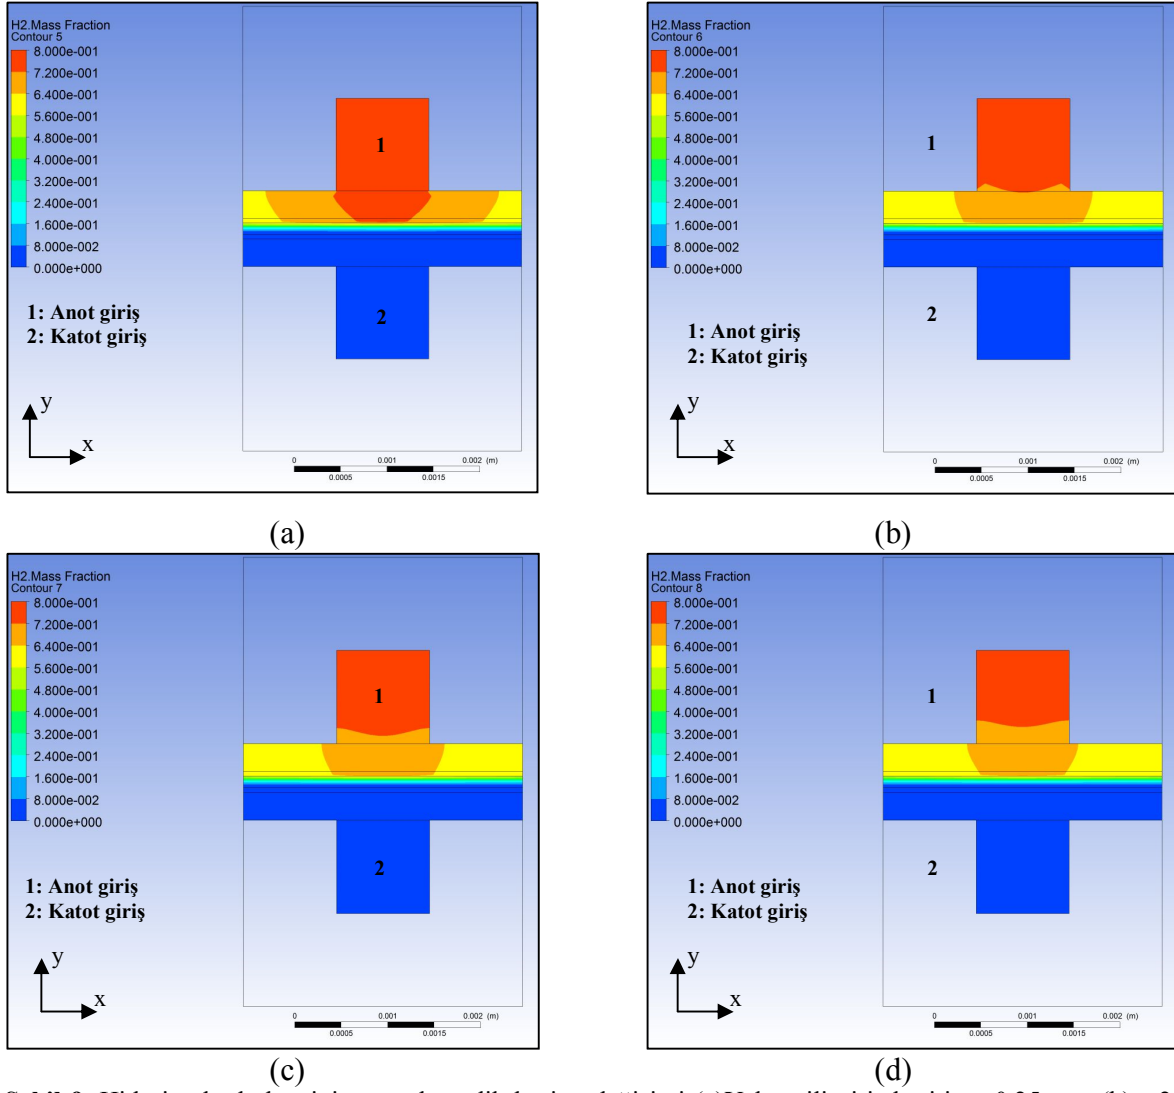 H2.Mass Fraction
Contour 5
8.000e-001
7.200e-001
6.400e-001
5.600e-001
4.800e-001
4.000e-001
3.200e-001
2.400e-001
1.600e-001
8.000e-002
0.000e+000
1
2
1: Anot giriş
2: Katot giriş
y
x
0 0.001 0.002 (m)
0.0005 0.0015
(a)
H2.Mass Fraction
Contour 6
8.000e-001
7.200e-001
6.400e-001
5.600e-001
4.800e-001
4.000e-001
3.200e-001
2.400e-001
1.600e-001
8.000e-002
0.000e+000
1
2
1: Anot giriş
2: Katot giriş
y
x
0 0.001 0.002 (m)
0.0005 0.0015
(b)
H2.Mass Fraction
Contour 7
8.000e-001
7.200e-001
6.400e-001
5.600e-001
4.800e-001
4.000e-001
3.200e-001
2.400e-001
1.600e-001
8.000e-002
0.000e+000
1
2
1: Anot giriş
2: Katot giriş
y
x
0 0.001 0.002 (m)
0.0005 0.0015
(c)
H2.Mass Fraction
Contour 8
8.000e-001
7.200e-001
6.400e-001
5.600e-001
4.800e-001
4.000e-001
3.200e-001
2.400e-001
1.600e-001
8.000e-002
0.000e+000
1
2
1: Anot giriş
2: Katot giriş
y
x
0 0.001 0.002 (m)
0.0005 0.0015
(d)